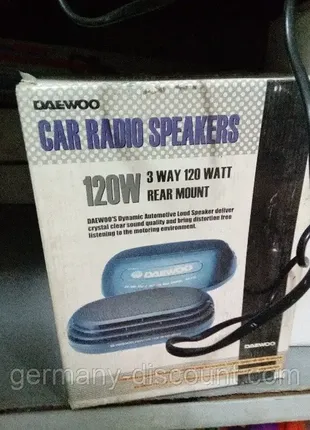 DAEWOO
CAR RADIO SPEAKERS
120W
3 WAY 120 WATT
REAR MOUNT
DAEWOO'S Dynamic Automotive Loud Speaker deliver
crystal clear sound quality and bring distortion free
listening to the motoring environment.
DAEWOO
DAEWOO
germany-discount.com